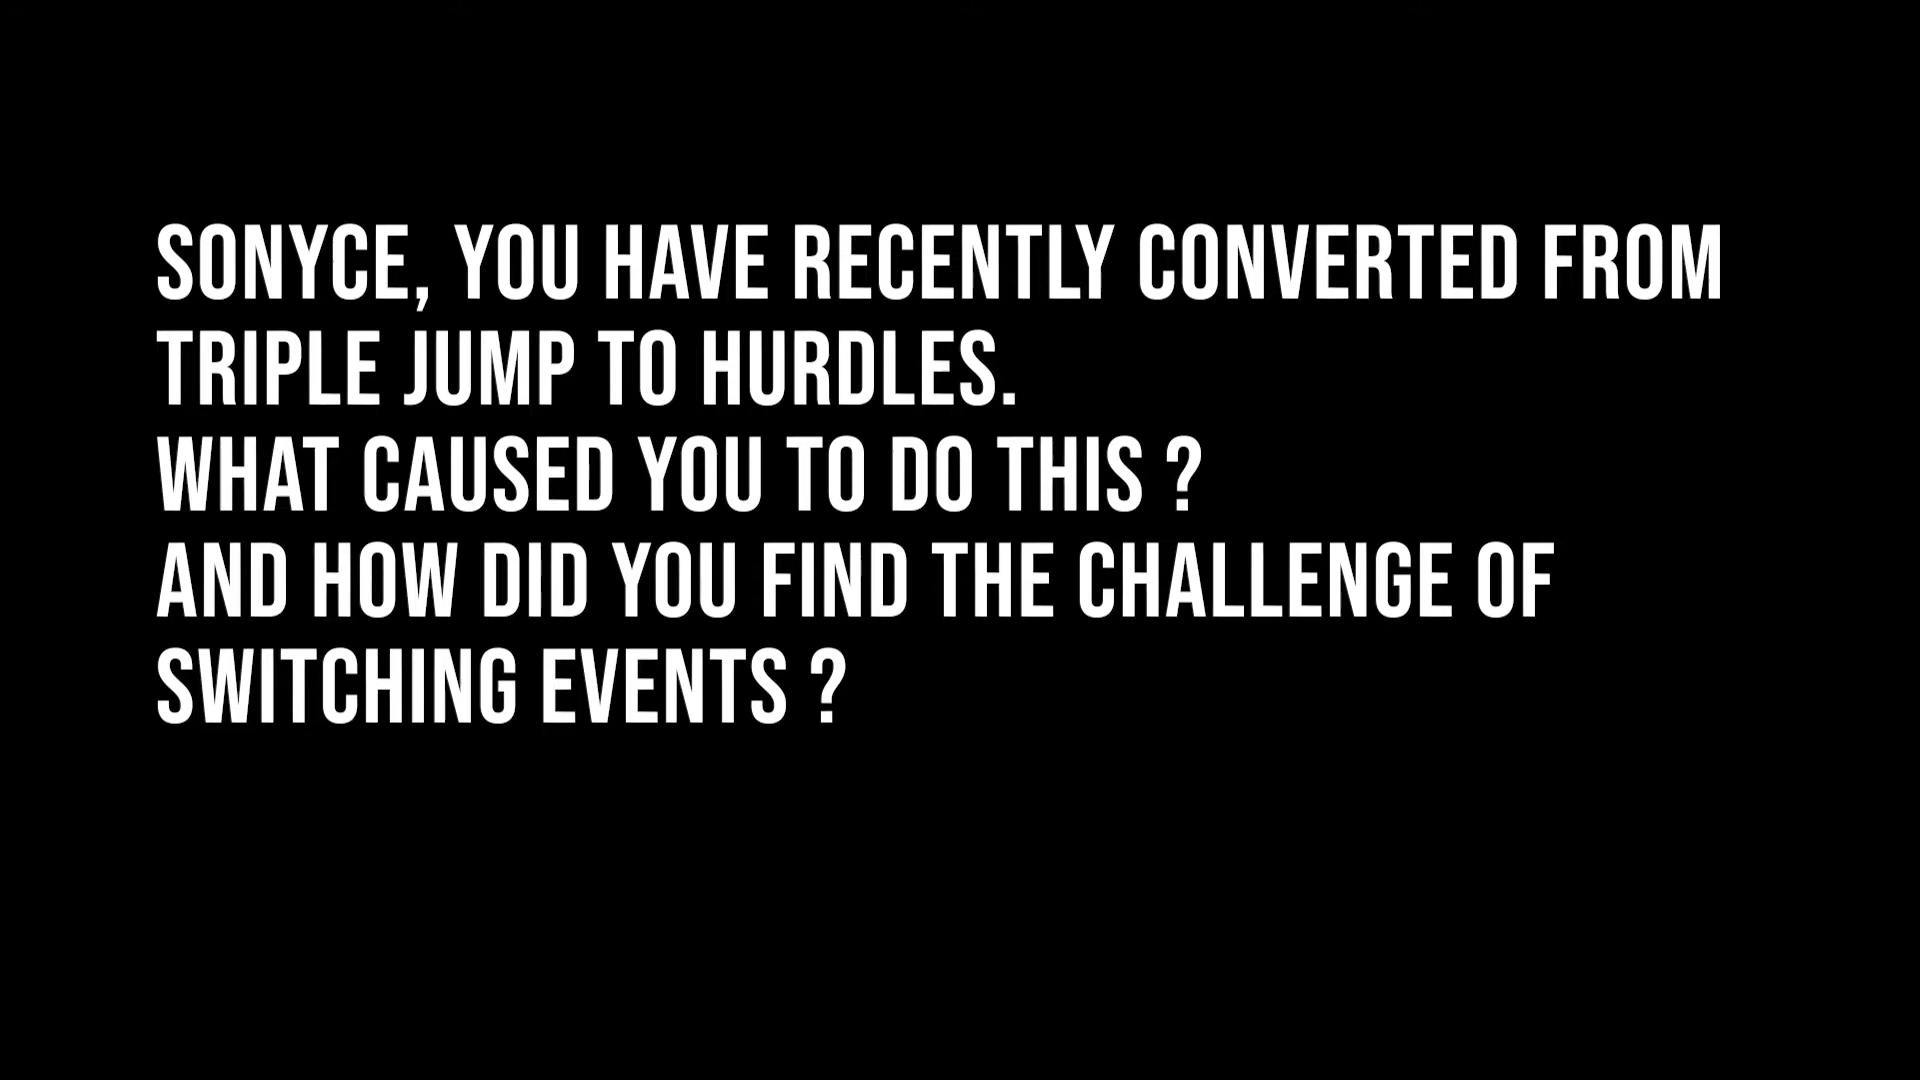 SONYCE, YOU HAVE RECENTLY CONVERTED FROM
TRIPLE JUMP TO HURDLES.
WHAT CAUSED YOU TO DO THIS ?
AND HOW DID YOU FIND THE CHALLENGE OF
SWITCHING EVENTS ?